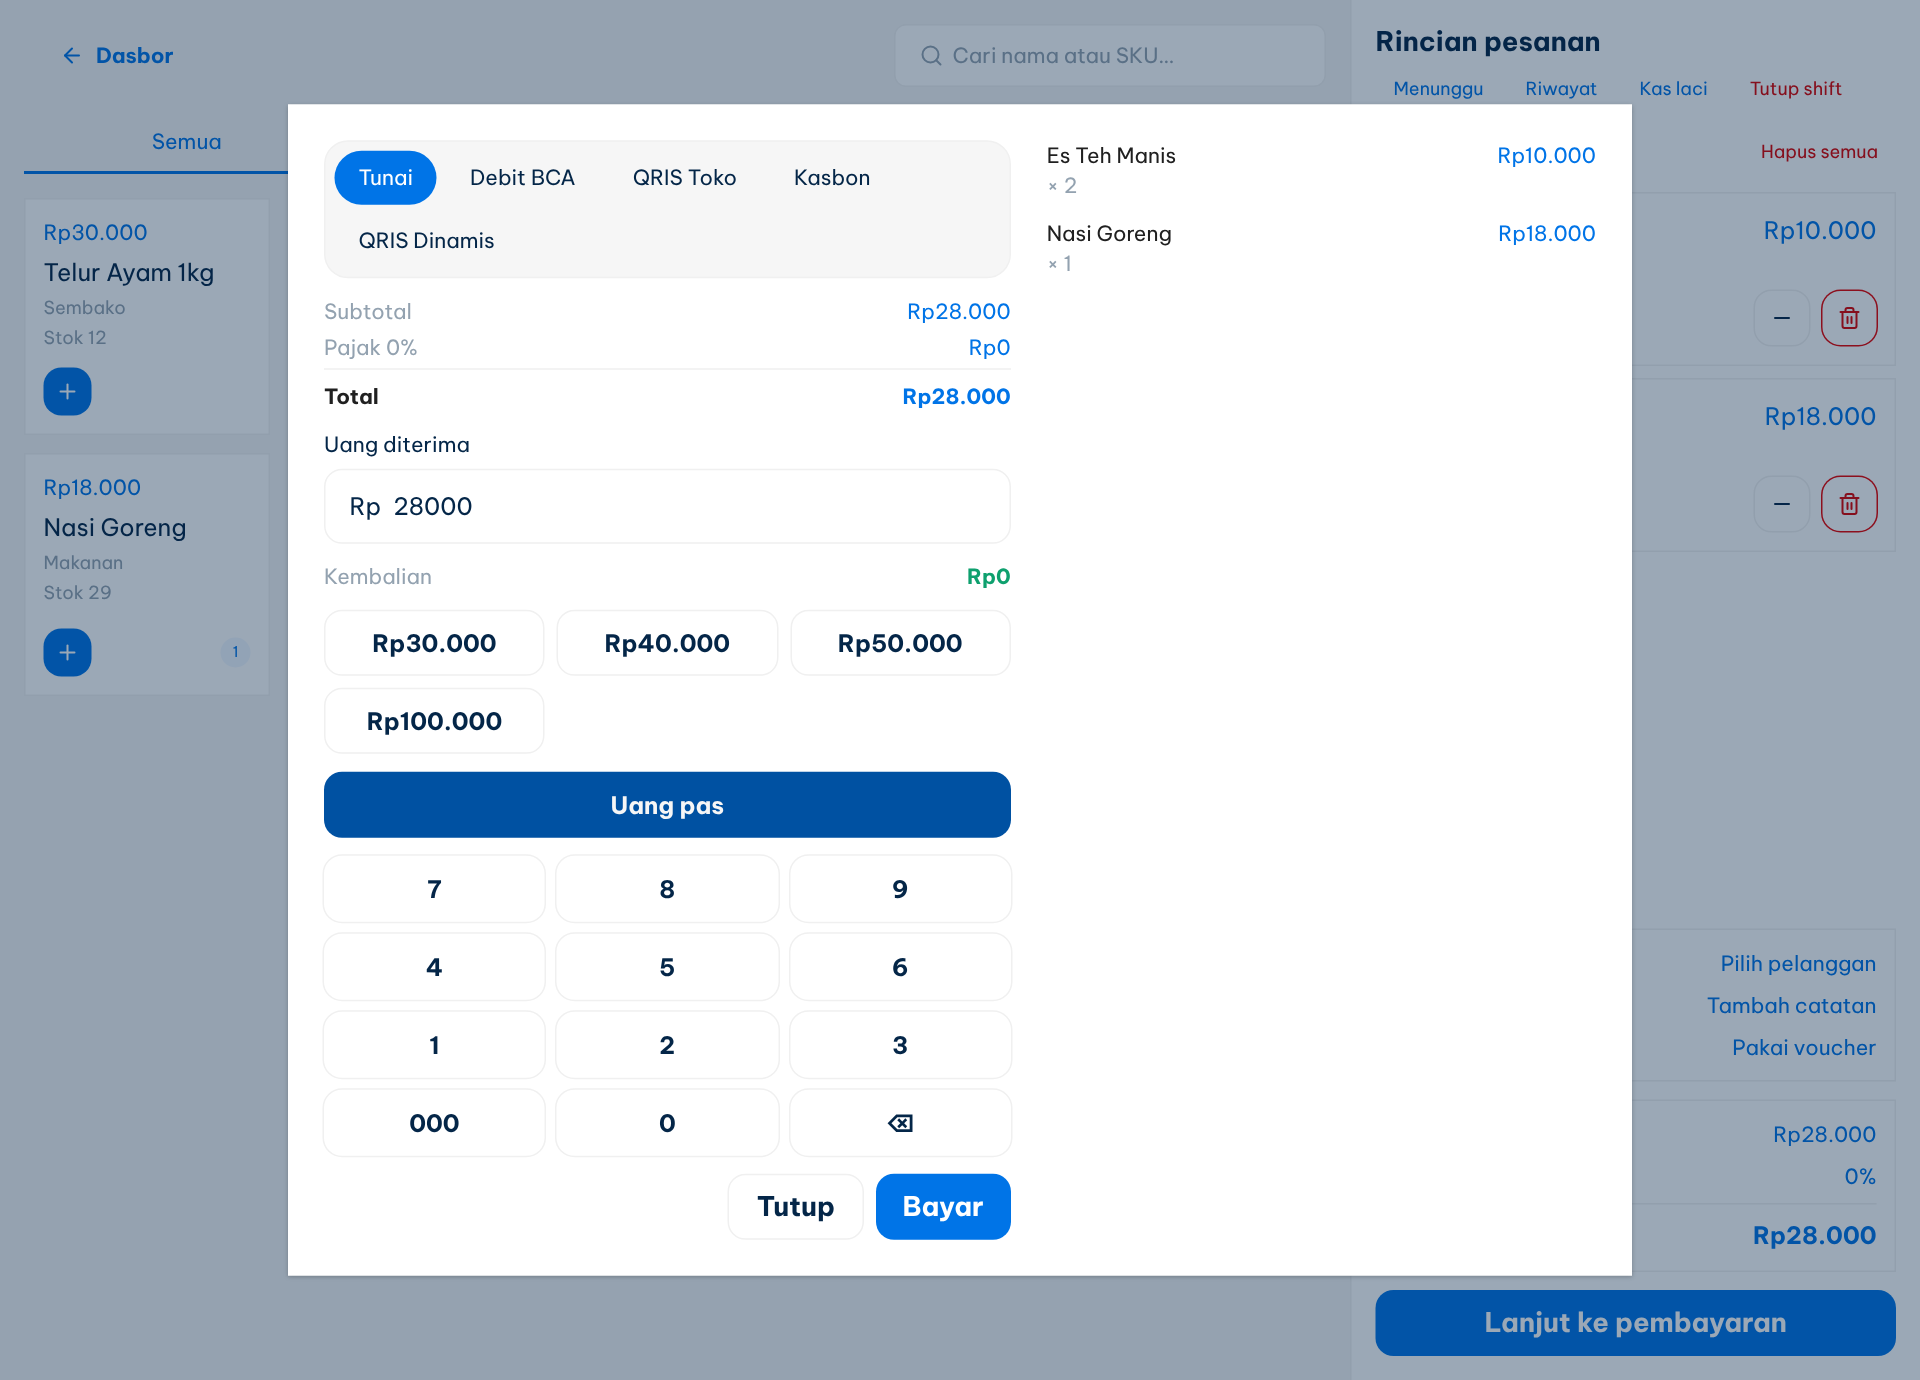 Dasbor
Cari nama atau SKU...
Semua
Rp30.000
Telur Ayam 1kg
Sembako
Stok 12
Rp18.000
Nasi Goreng
Makanan
Stok 29
1
Tunai
Debit BCA
QRIS Toko
Kasbon
QRIS Dinamis
Subtotal Rp28.000
Pajak 0% Rp0
Total Rp28.000
Uang diterima
Rp 28000
Kembalian Rp0
Rp30.000
Rp40.000
Rp50.000
Rp100.000
Uang pas
7 8 9
4 5 6
1 2 3
000 0
Tutup
Bayar
Es Teh Manis Rp10.000
× 2
Nasi Goreng Rp18.000
× 1
Rincian pesanan
Menunggu Riwayat Kas laci Tutup shift
Hapus semua
Rp10.000
Rp18.000
Pilih pelanggan
Tambah catatan
Pakai voucher
Rp28.000
0%
Rp28.000
Lanjut ke pembayaran